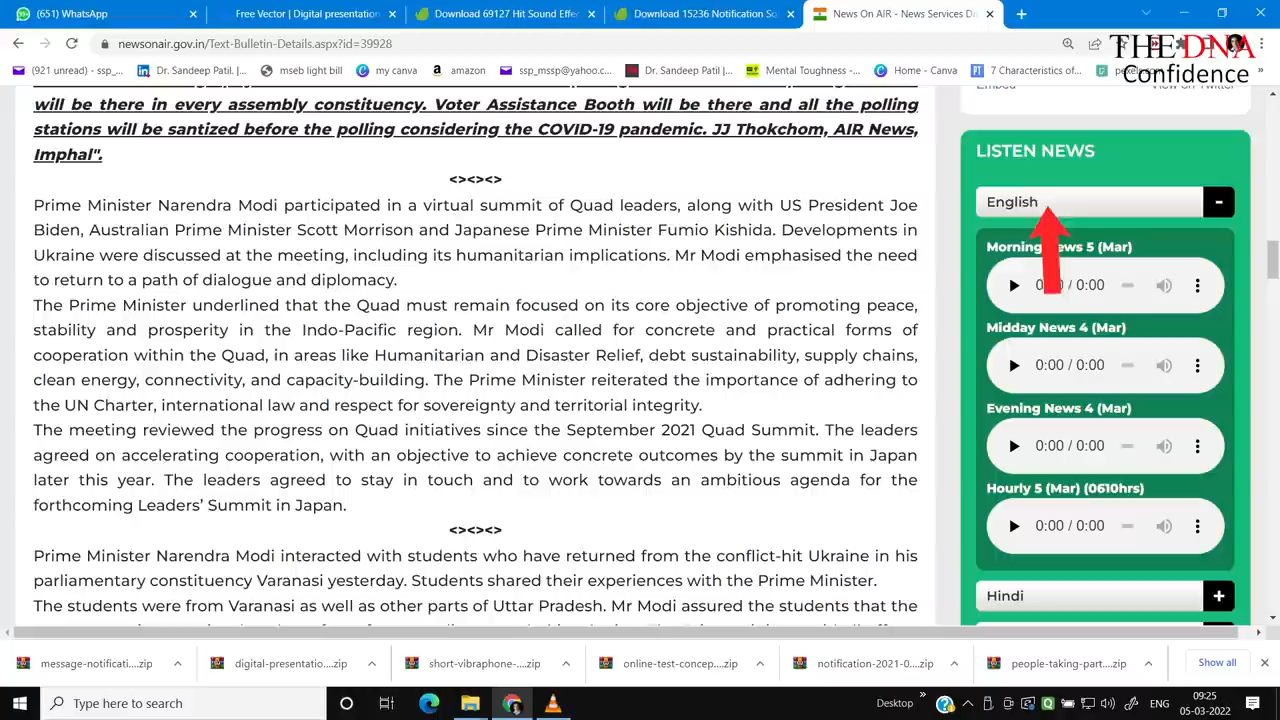 (651) WhatsApp
Free Vector | Digital presentation
Download 69127 Hit Sound Effec
Download 15236 Notification So
News On AIR - News Services Di
newsonair.gov.in/Text-Bulletin-Details.aspx?id=39928
THE DNA
Confidence
(921 unread) - ssp_...
Dr. Sandeep Patil. |...
mseb light bill
my canva
amazon
ssp_mssp@yahoo.c...
Dr. Sandeep Patil |...
Mental Toughness -...
Home - Canva
7 Characteristics of...
will be there in every assembly constituency. Voter Assistance Booth will be there and all the polling
stations will be santized before the polling considering the COVID-19 pandemic. JJ Thokchom, AIR News,
Imphal".
<><><>
Prime Minister Narendra Modi participated in a virtual summit of Quad leaders, along with US President Joe
Biden, Australian Prime Minister Scott Morrison and Japanese Prime Minister Fumio Kishida. Developments in
Ukraine were discussed at the meeting, including its humanitarian implications. Mr Modi emphasised the need
to return to a path of dialogue and diplomacy.
The Prime Minister underlined that the Quad must remain focused on its core objective of promoting peace,
stability and prosperity in the Indo-Pacific region. Mr Modi called for concrete and practical forms of
cooperation within the Quad, in areas like Humanitarian and Disaster Relief, debt sustainability, supply chains,
clean energy, connectivity, and capacity-building. The Prime Minister reiterated the importance of adhering to
the UN Charter, international law and respect for sovereignty and territorial integrity.
The meeting reviewed the progress on Quad initiatives since the September 2021 Quad Summit. The leaders
agreed on accelerating cooperation, with an objective to achieve concrete outcomes by the summit in Japan
later this year. The leaders agreed to stay in touch and to work towards an ambitious agenda for the
forthcoming Leaders' Summit in Japan.
<><><>
Prime Minister Narendra Modi interacted with students who have returned from the conflict-hit Ukraine in his
parliamentary constituency Varanasi yesterday. Students shared their experiences with the Prime Minister.
The students were from Varanasi as well as other parts of Uttar Pradesh. Mr Modi assured the students that the
Embed
View on Twitter
LISTEN NEWS
English
-
Morning News 5 (Mar)
0:00 / 0:00
Midday News 4 (Mar)
0:00 / 0:00
Evening News 4 (Mar)
0:00 / 0:00
Hourly 5 (Mar) (0610hrs)
0:00 / 0:00
Hindi
+
message-notificati....zip
digital-presentatio....zip
short-vibraphone-....zip
online-test-concep....zip
notification-2021-0....zip
people-taking-part....zip
Show all
Type here to search
Desktop
ENG
09:25
05-03-2022